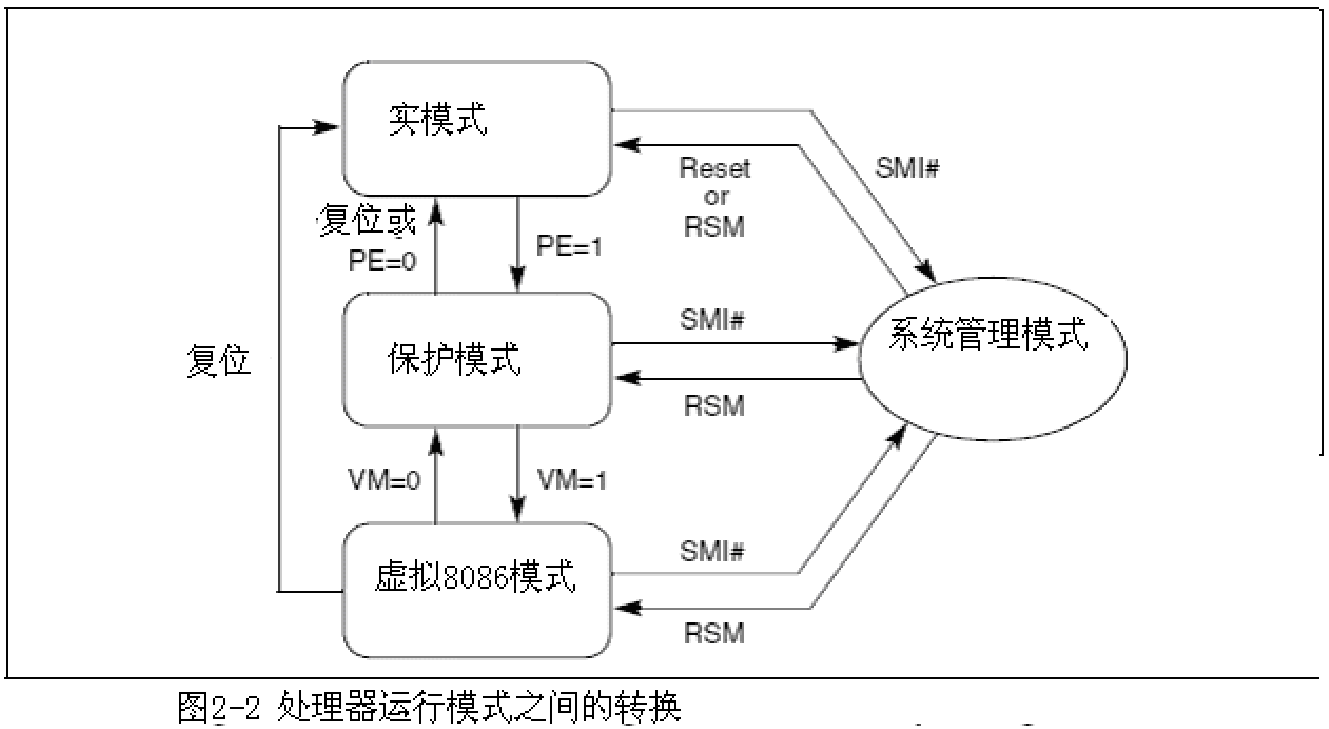 实模式
SMI#
Reset
or
RSM
复位或
PE=0
PE=1
SMI#
系统管理模式
复位
保护模式
RSM
VM=0
VM=1
SMI#
虚拟8086模式
RSM
图2-2 处理器运行模式之间的转换